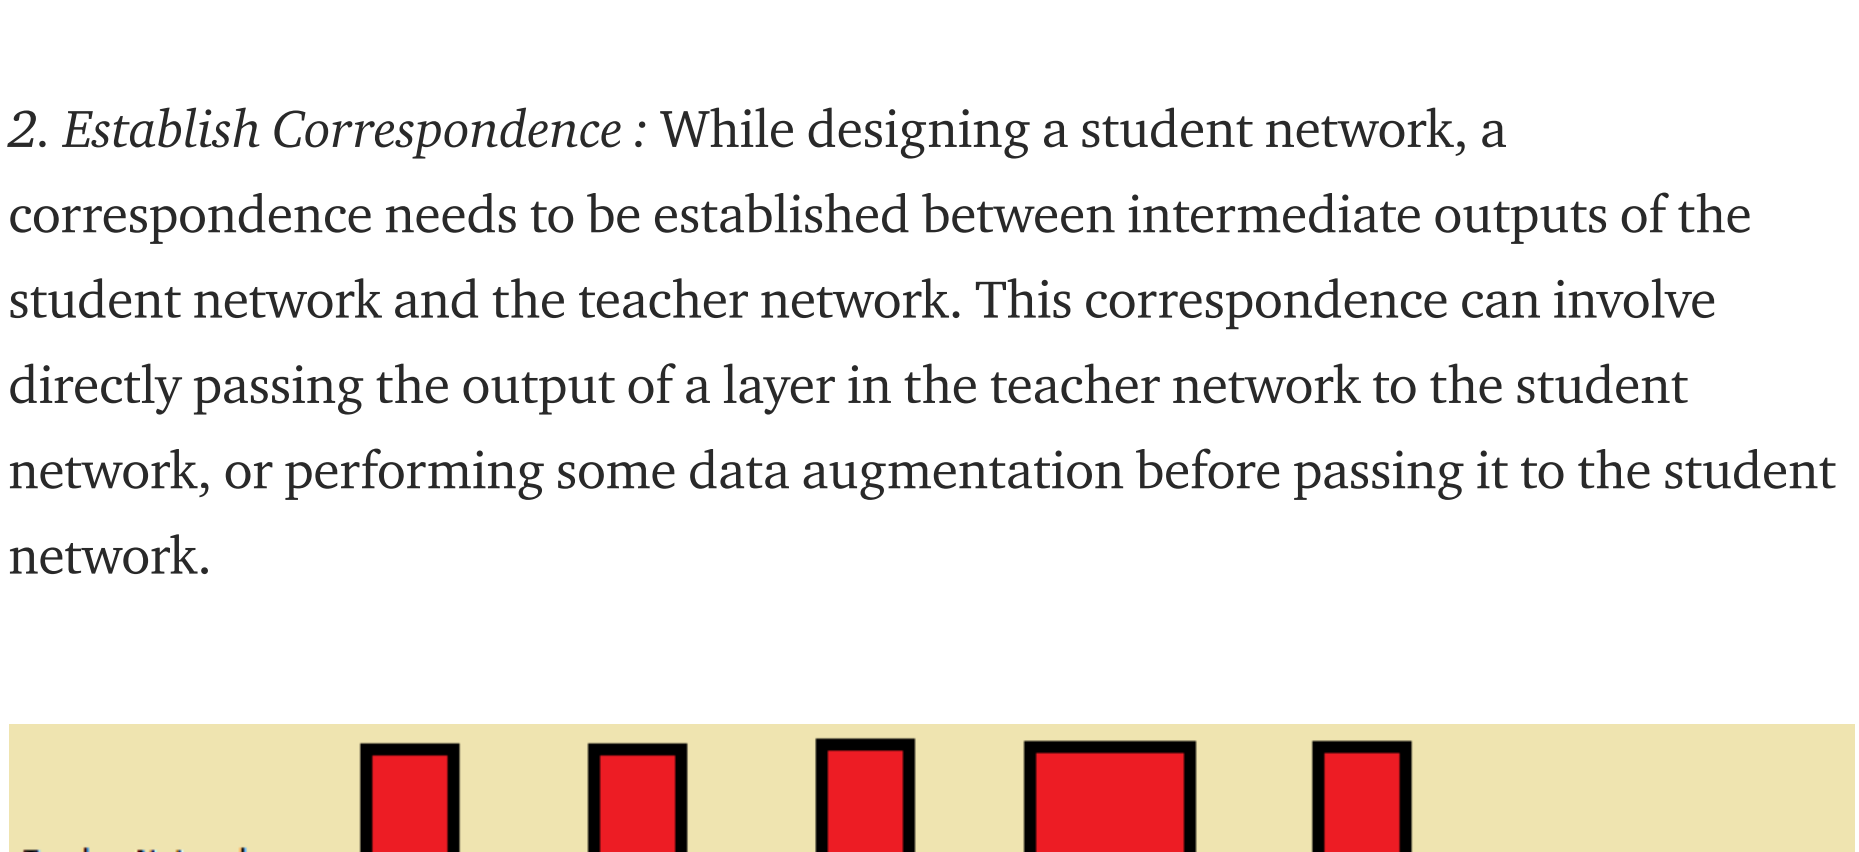 2. Establish Correspondence : While designing a student network, a
correspondence needs to be established between intermediate outputs of the
student network and the teacher network. This correspondence can involve
directly passing the output of a layer in the teacher network to the student
network, or performing some data augmentation before passing it to the student
network.